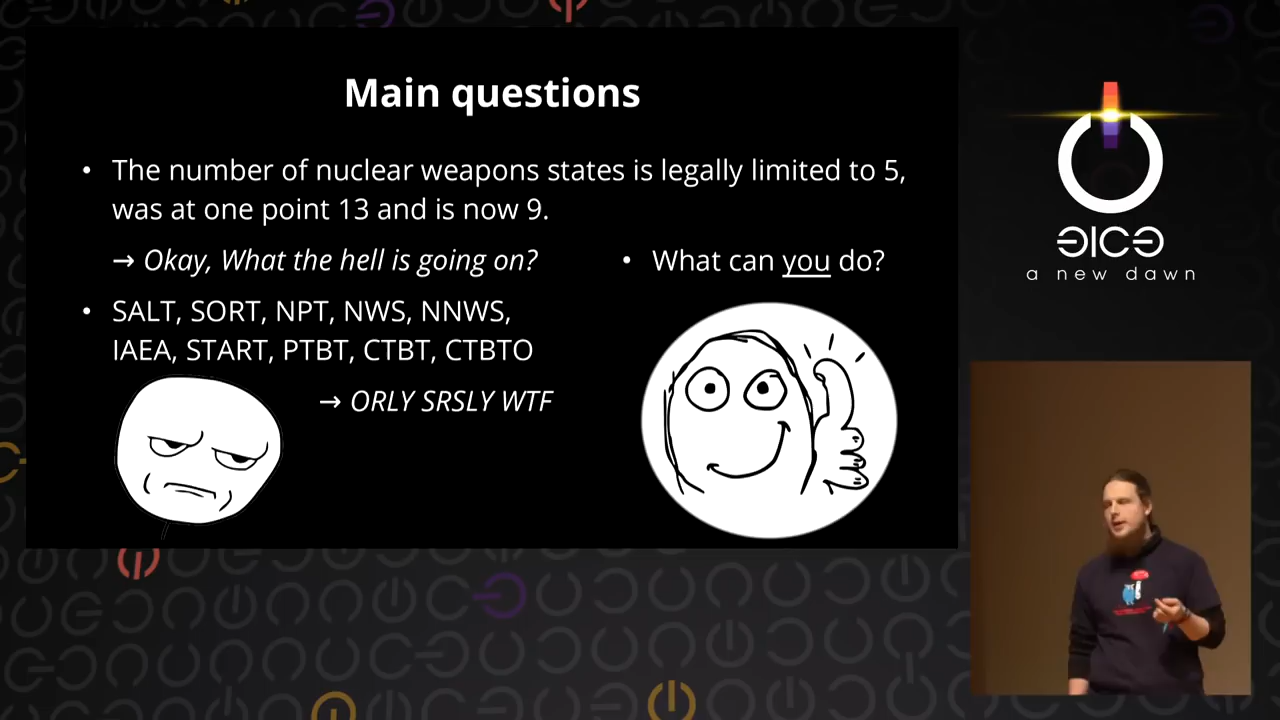 Main questions
• The number of nuclear weapons states is legally limited to 5,
was at one point 13 and is now 9.
→ Okay, What the hell is going on?
• SALT, SORT, NPT, NWS, NNWS,
IAEA, START, PTBT, CTBT, CTBTO
→ ORLY SRSLY WTF
• What can you do?
ƎICƎ
a new dawn